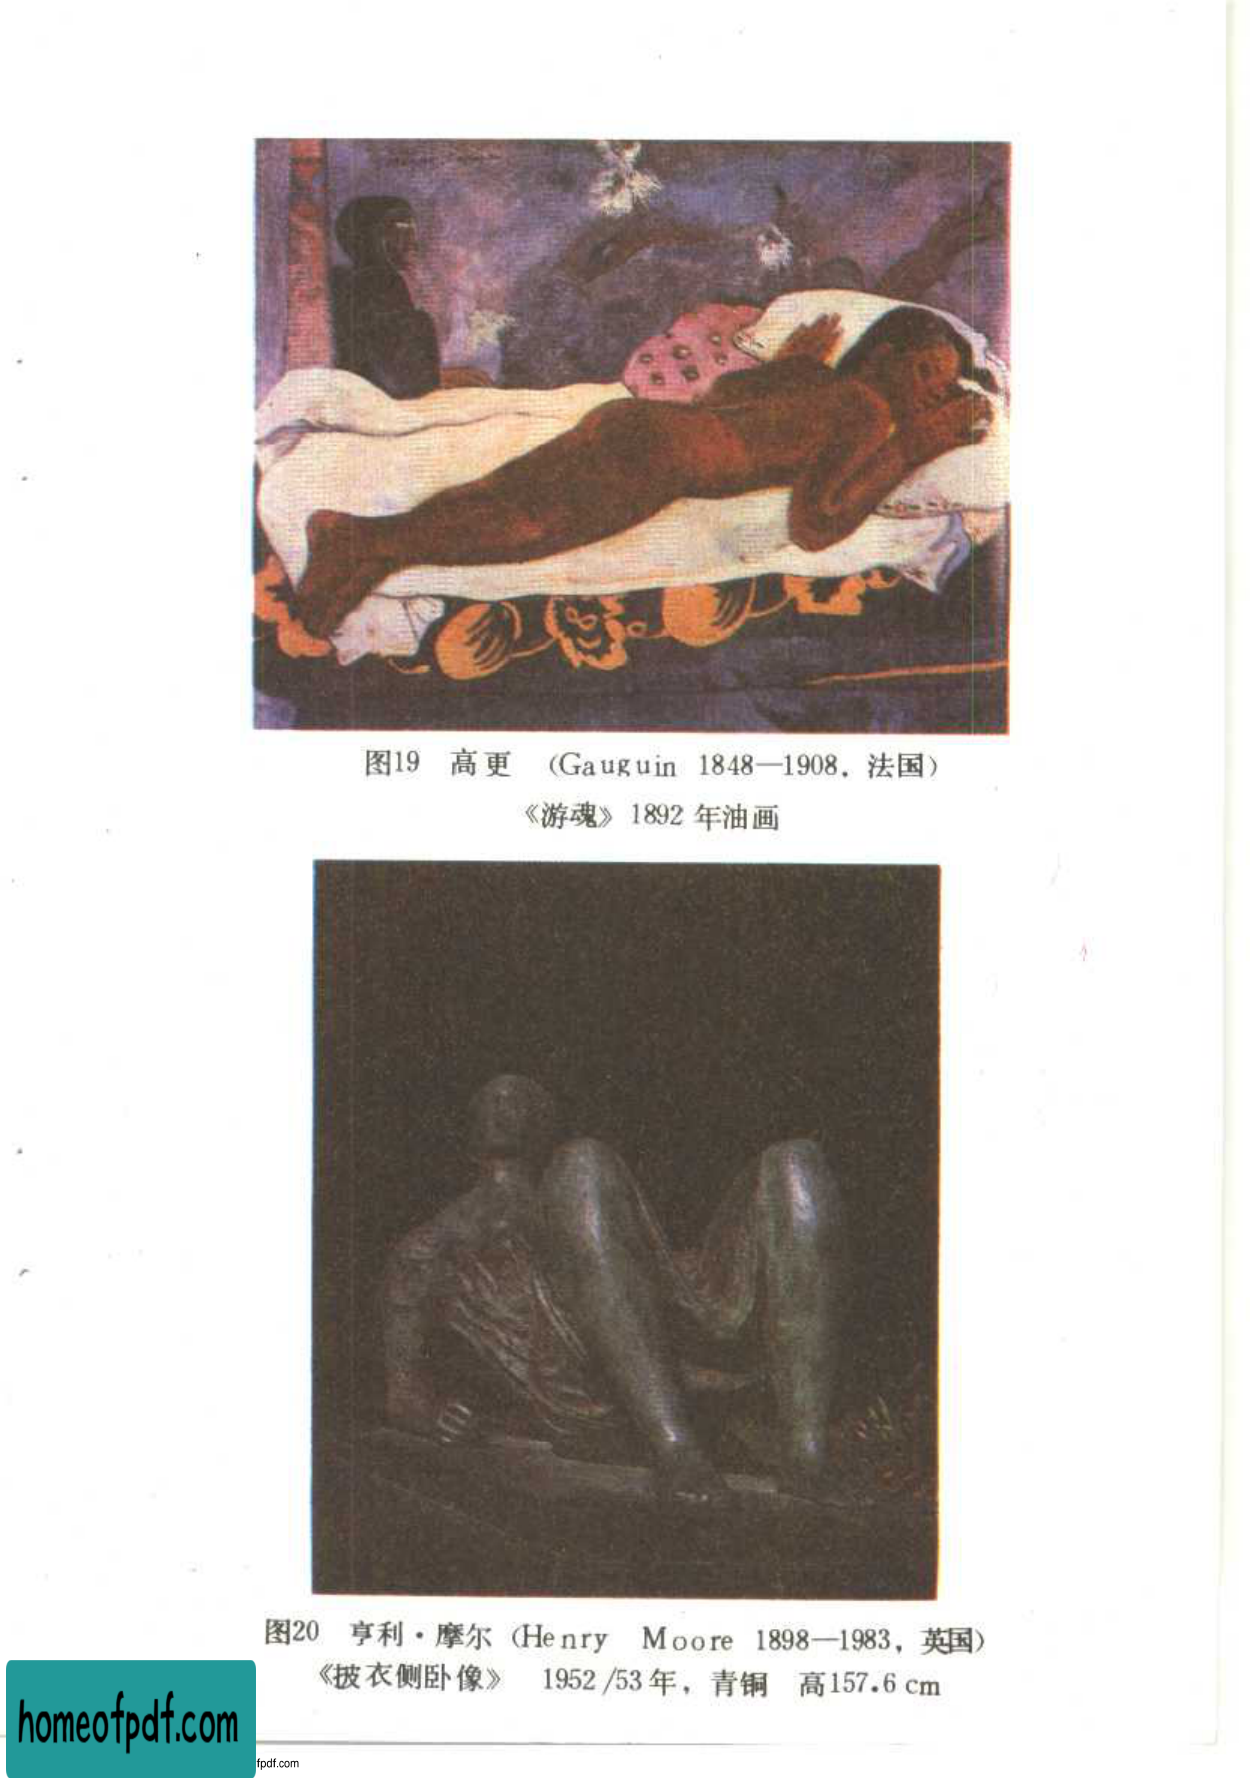 图19 高更 (Gauguin 1848—1908，法国)
《游魂》1892 年油画
图20 亨利·摩尔 (Henry Moore 1898—1983，英国)
《披衣侧卧像》 1952/53年，青铜 高157.6cm
homeofpdf.com
fpdf.com